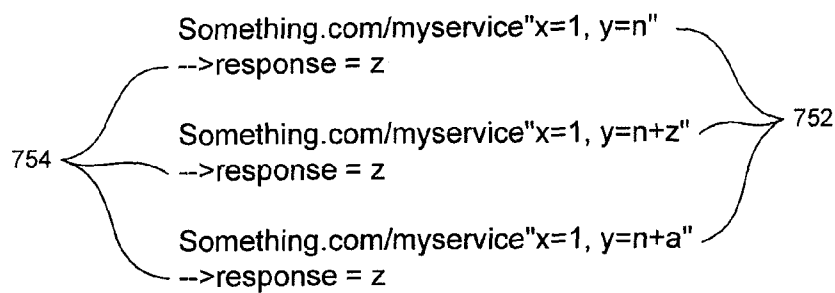 Something.com/myservice"x=1, y=n"
-->response = z
752
Something.com/myservice"x=1, y=n+z"
754
-->response = z
Something.com/myservice"x=1, y=n+a"
-->response = z